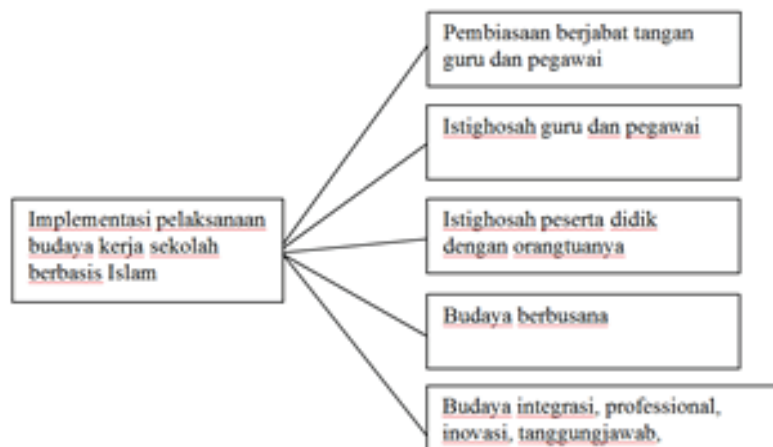 Pembiasaan berjabat tangan
guru dan pegawai
Istighosah guru dan pegawai
Implementasi pelaksanaan
budaya kerja sekolah
berbasis Islam
Istighosah peserta didik
dengan orangtuanya
Budaya berbusana
Budaya integrasi, professional,
inovasi, tanggungjawab,